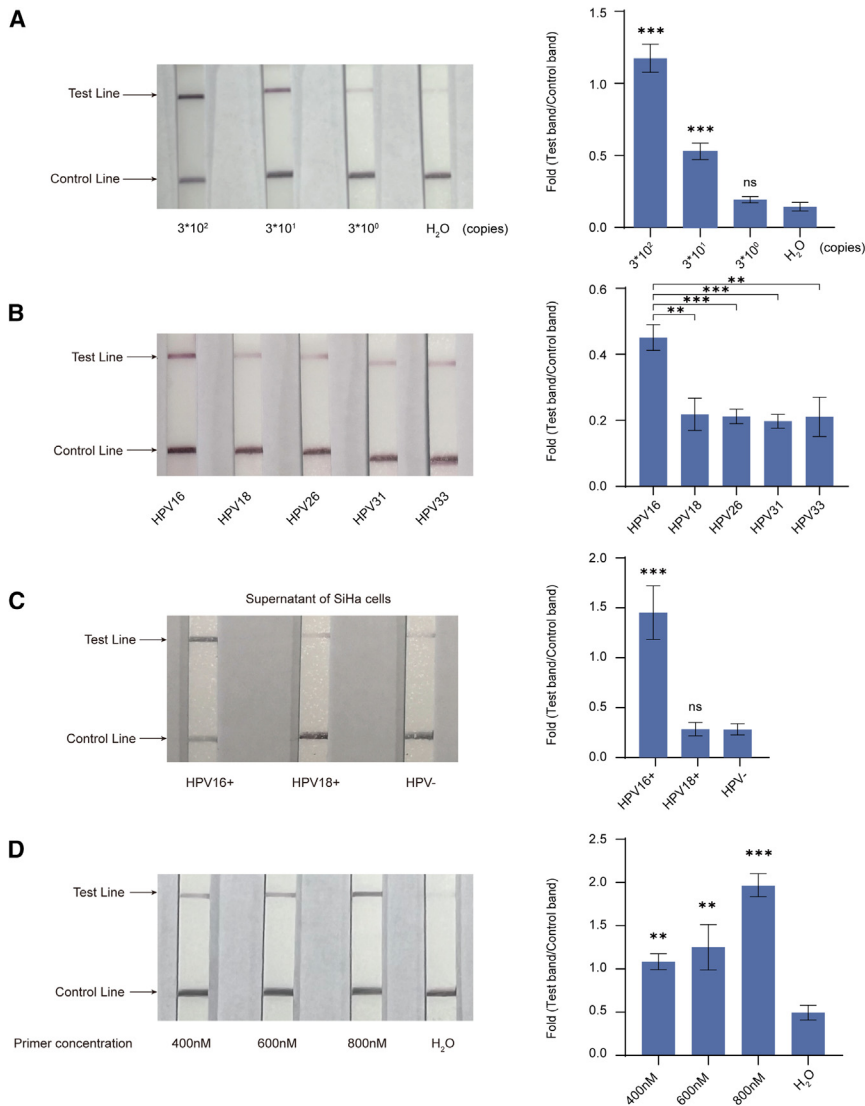 A
Test Line
Control Line
3*10² 3*10¹ 3*10⁰ H₂O (copies)
Fold (Test band/Control band)
1.5
1.0
0.5
0.0
***
***
ns
3*10² 3*10¹ 3*10⁰ H₂O (copies)
B
Test Line
Control Line
HPV16 HPV18 HPV26 HPV31 HPV33
Fold (Test band/Control band)
0.6
0.4
0.2
0.0
**
***
***
**
HPV16 HPV18 HPV26 HPV31 HPV33
C
Supernatant of SiHa cells
Test Line
Control Line
HPV16+ HPV18+ HPV-
Fold (Test band/Control band)
2.0
1.5
1.0
0.5
0.0
***
ns
HPV16+ HPV18+ HPV-
D
Test Line
Control Line
Primer concentration 400nM 600nM 800nM H₂O
Fold (Test band/Control band)
2.5
2.0
1.5
1.0
0.5
0.0
**
**
***
400nM 600nM 800nM H₂O